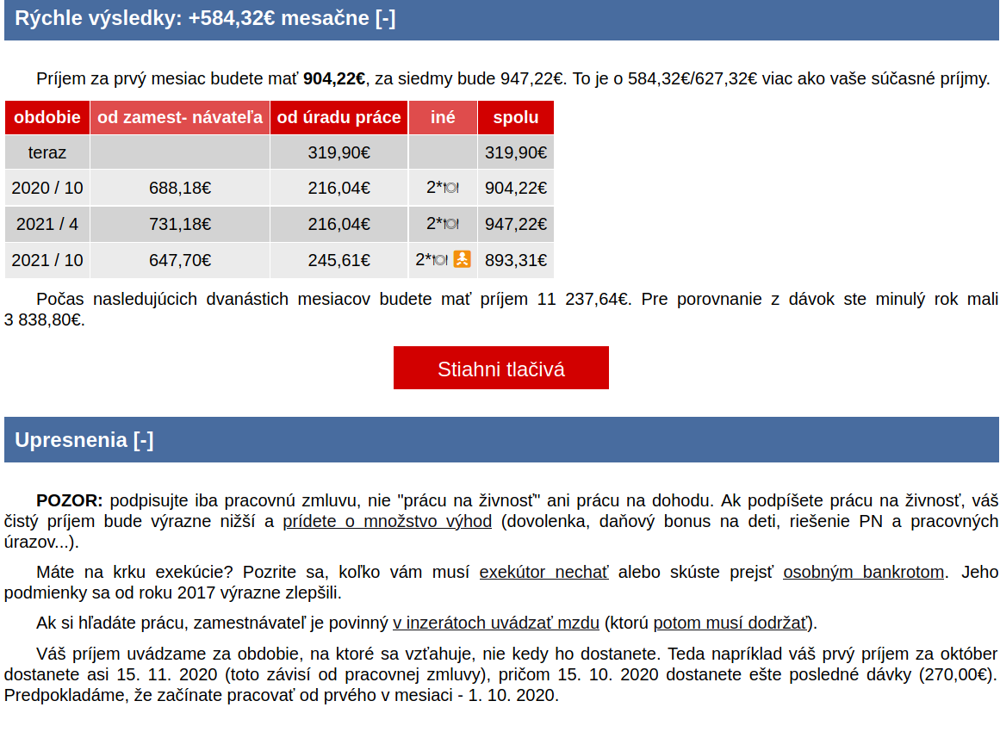 Rýchle výsledky: +584,32€ mesačne [-]
Príjem za prvý mesiac budete mať 904,22€, za siedmy bude 947,22€. To je o 584,32€/627,32€ viac ako vaše súčasné príjmy.
obdobie od zamest- návateľa od úradu práce iné spolu
teraz 319,90€ 319,90€
2020 / 10 688,18€ 216,04€ 2* 904,22€
2021 / 4 731,18€ 216,04€ 2* 947,22€
2021 / 10 647,70€ 245,61€ 2* 893,31€
Počas nasledujúcich dvanástich mesiacov budete mať príjem 11 237,64€. Pre porovnanie z dávok ste minulý rok mali
3 838,80€.
Stiahni tlačivá
Upresnenia [-]
POZOR: podpisujte iba pracovnú zmluvu, nie "prácu na živnosť" ani prácu na dohodu. Ak podpíšete prácu na živnosť, váš
čistý príjem bude výrazne nižší a prídete o množstvo výhod (dovolenka, daňový bonus na deti, riešenie PN a pracovných
úrazov...).
Máte na krku exekúcie? Pozrite sa, koľko vám musí exekútor nechať alebo skúste prejsť osobným bankrotom. Jeho
podmienky sa od roku 2017 výrazne zlepšili.
Ak si hľadáte prácu, zamestnávateľ je povinný v inzerátoch uvádzať mzdu (ktorú potom musí dodržať).
Váš príjem uvádzame za obdobie, na ktoré sa vzťahuje, nie kedy ho dostanete. Teda napríklad váš prvý príjem za október
dostanete asi 15. 11. 2020 (toto závisí od pracovnej zmluvy), pričom 15. 10. 2020 dostanete ešte posledné dávky (270,00€).
Predpokladáme, že začínate pracovať od prvého v mesiaci - 1. 10. 2020.